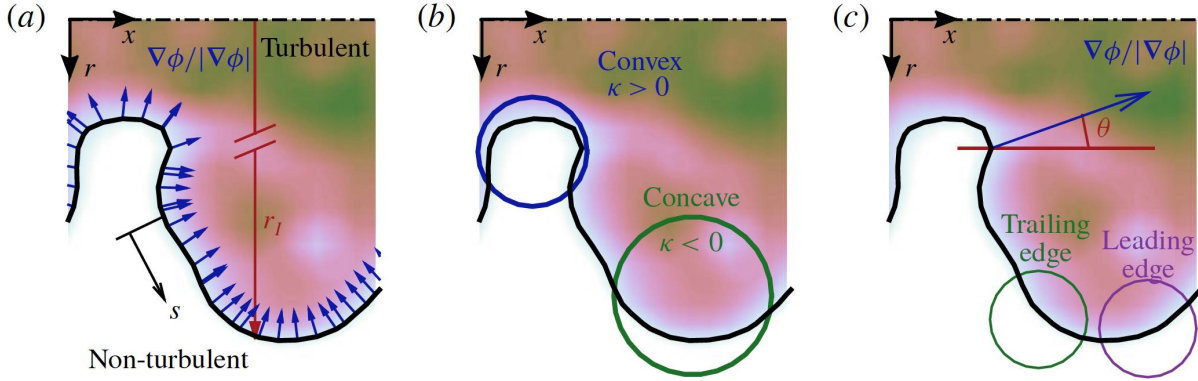 (a)
x
r
∇ϕ/|∇ϕ|
Turbulent
r_I
s
Non-turbulent
(b)
x
r
Convex
κ > 0
Concave
κ < 0
(c)
x
r
∇ϕ/|∇ϕ|
θ
Trailing
edge
Leading
edge